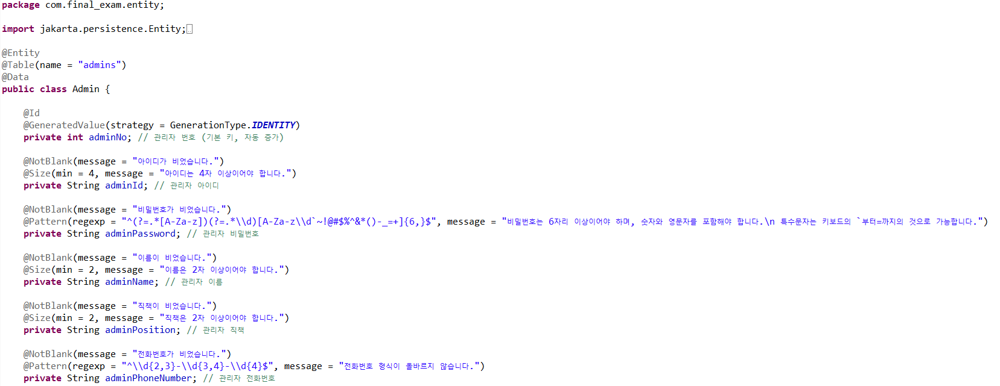 package com.final_exam.entity;
import jakarta.persistence.Entity;
@Entity
@Table(name = "admins")
@Data
public class Admin {
@Id
@GeneratedValue(strategy = GenerationType.IDENTITY)
private int adminNo; // 관리자 번호 (기본 키, 자동 증가)
@NotBlank(message = "아이디가 비었습니다.")
@Size(min = 4, message = "아이디는 4자 이상이어야 합니다.")
private String adminId; // 관리자 아이디
@NotBlank(message = "비밀번호가 비었습니다.")
@Pattern(regexp = "^(?=.*[A-Za-z])(?=.*\\d)[A-Za-z\\d`~!@#$%^&*()-_=+]{6,}$", message = "비밀번호는 6자리 이상이어야 하며, 숫자와 영문자를 포함해야 합니다.\n 특수문자는 키보드의 `부터=까지의 것으로 가능합니다.")
private String adminPassword; // 관리자 비밀번호
@NotBlank(message = "이름이 비었습니다.")
@Size(min = 2, message = "이름은 2자 이상이어야 합니다.")
private String adminName; // 관리자 이름
@NotBlank(message = "직책이 비었습니다.")
@Size(min = 2, message = "직책은 2자 이상이어야 합니다.")
private String adminPosition; // 관리자 직책
@NotBlank(message = "전화번호가 비었습니다.")
@Pattern(regexp = "^\\d{2,3}-\\d{3,4}-\\d{4}$", message = "전화번호 형식이 올바르지 않습니다.")
private String adminPhoneNumber; // 관리자 전화번호